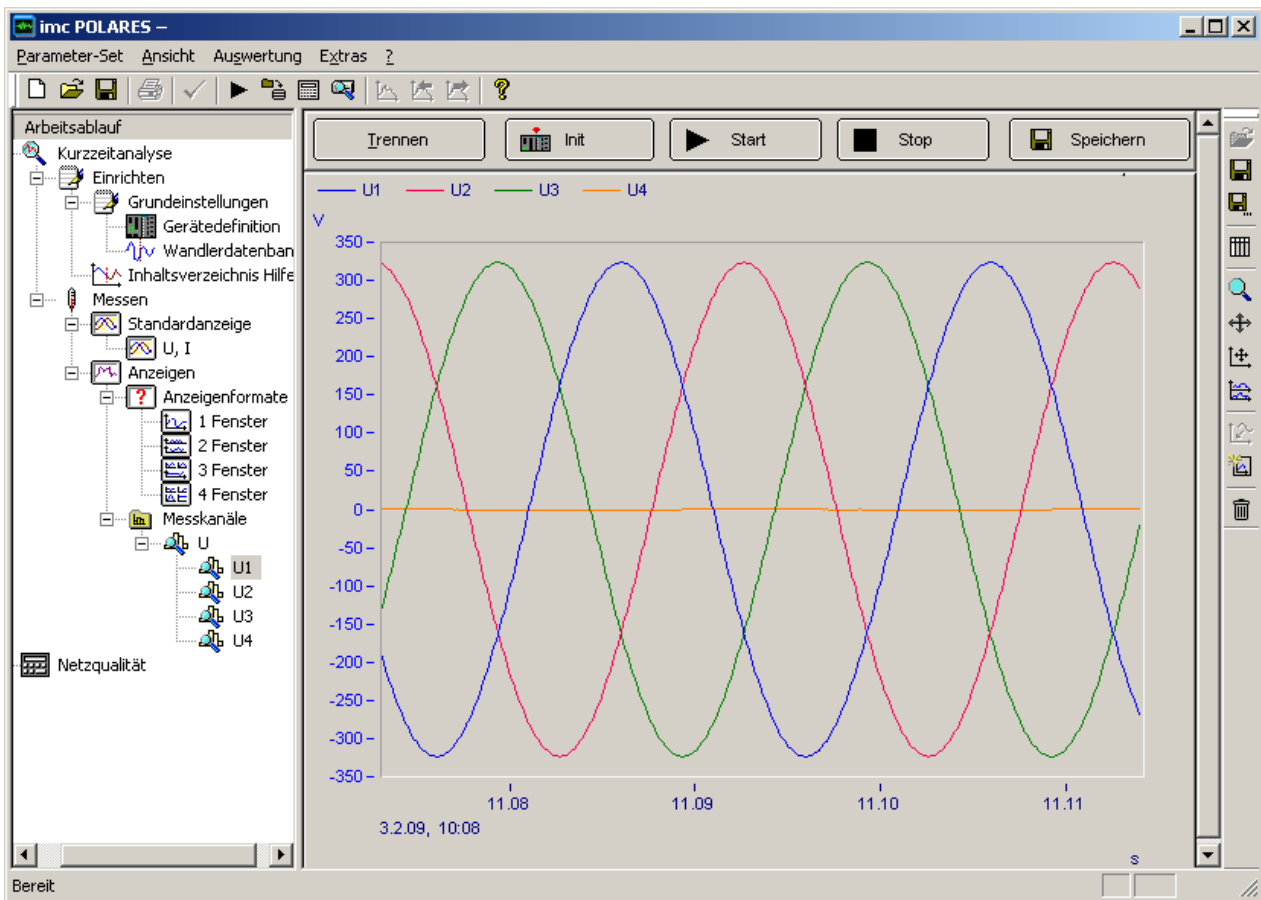 imc POLARES –
Parameter-Set Ansicht Auswertung Extras ?
Arbeitsablauf
Kurzzeitanalyse
Einrichten
Grundeinstellungen
Gerätedefinition
Wandlerdatenban
Inhaltsverzeichnis Hilfe
Messen
Standardanzeige
U, I
Anzeigen
Anzeigenformate
1 Fenster
2 Fenster
3 Fenster
4 Fenster
Messkanäle
U
U1
U2
U3
U4
Netzqualität
Trennen Init Start Stop Speichern
U1 U2 U3 U4
V
350
300
250
200
150
100
50
0
-50
-100
-150
-200
-250
-300
-350
11.08 11.09 11.10 11.11
3.2.09, 10:08
s
Bereit